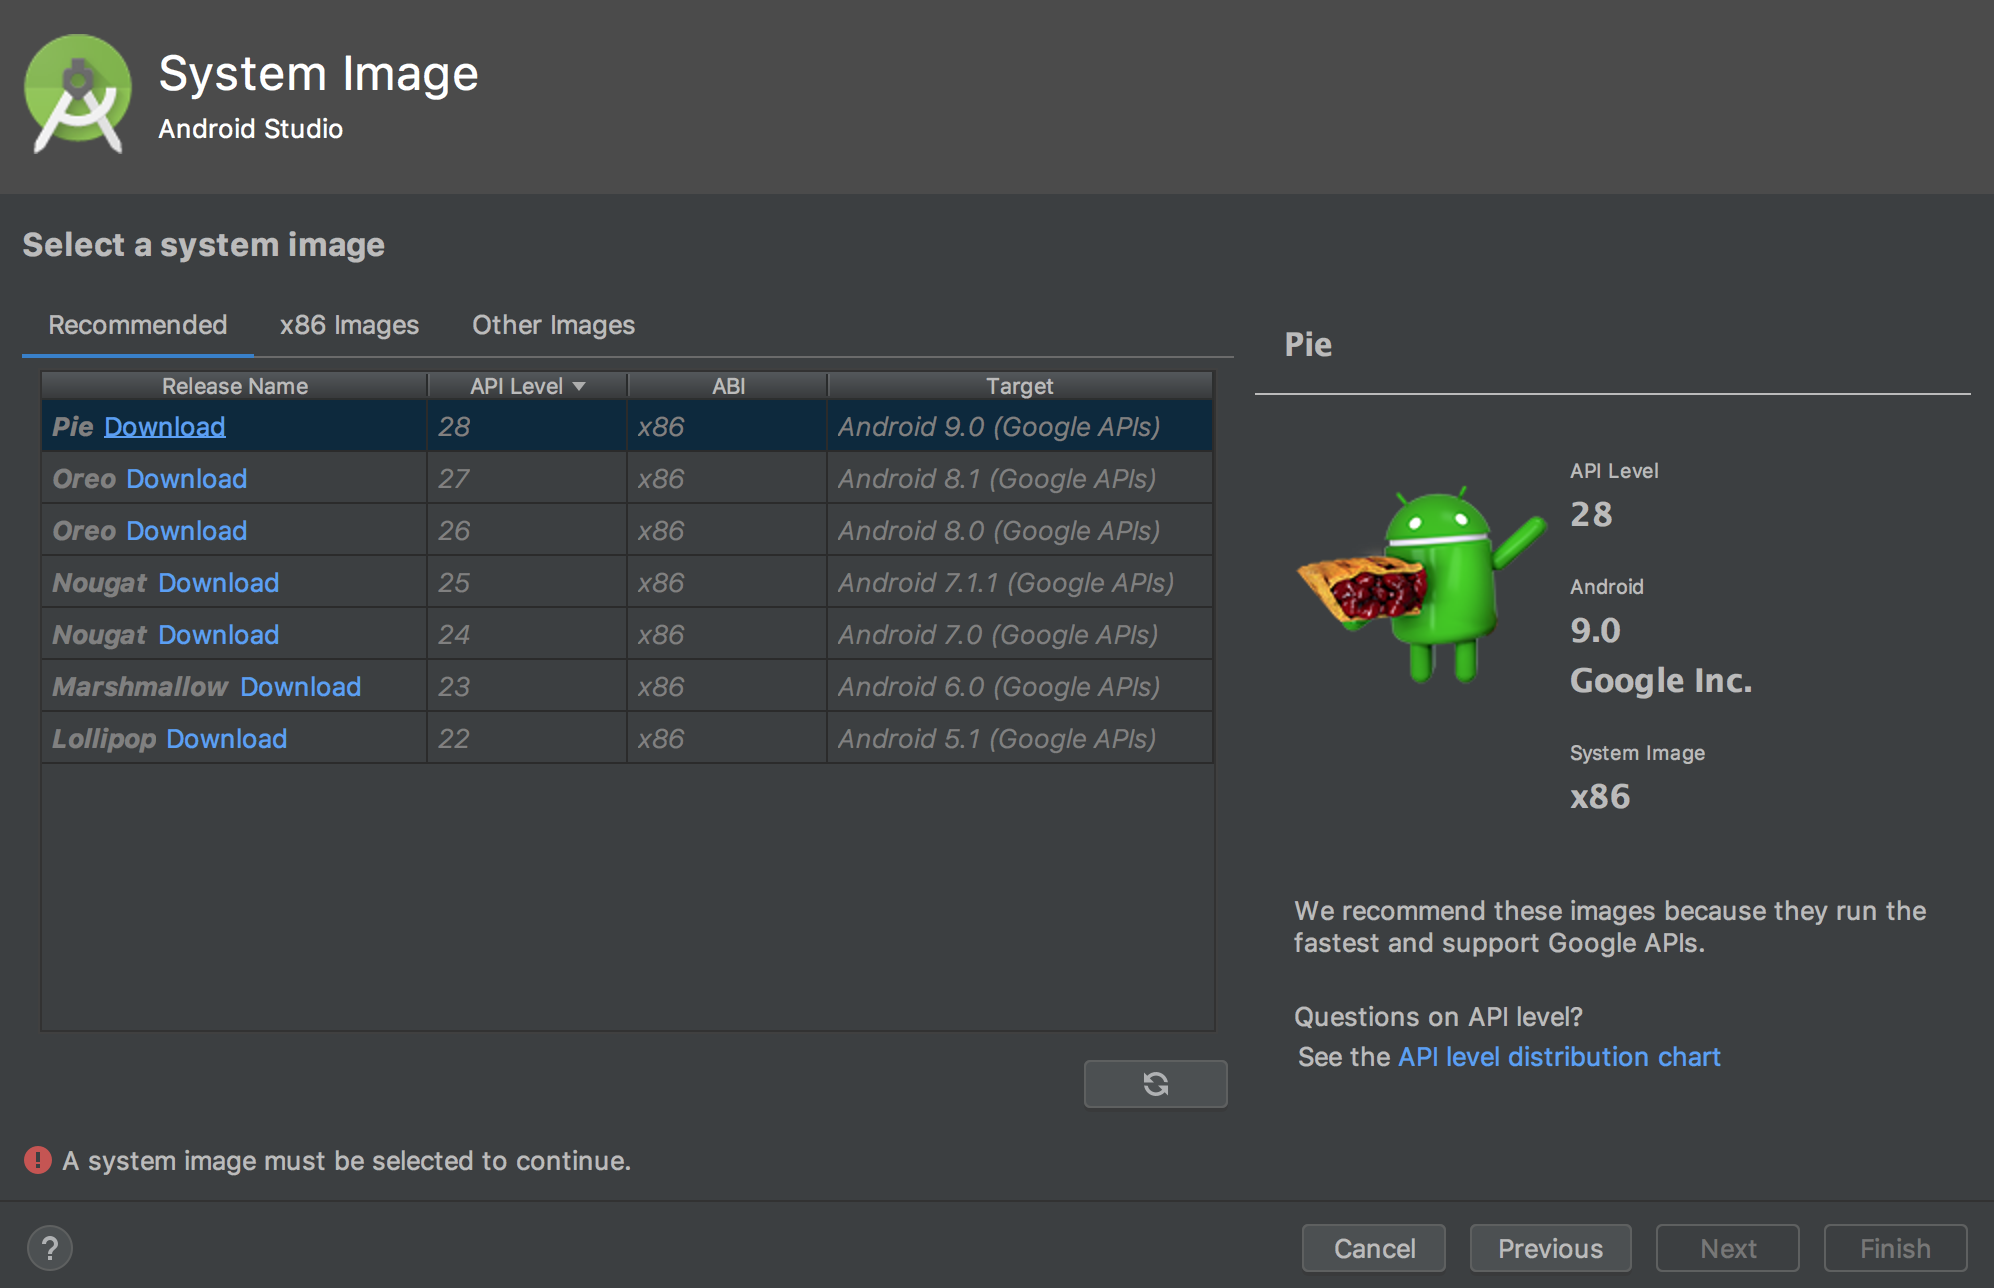 System Image
Android Studio
Select a system image
Recommended x86 Images Other Images
Release Name API Level ABI Target
Pie Download 28 x86 Android 9.0 (Google APIs)
Oreo Download 27 x86 Android 8.1 (Google APIs)
Oreo Download 26 x86 Android 8.0 (Google APIs)
Nougat Download 25 x86 Android 7.1.1 (Google APIs)
Nougat Download 24 x86 Android 7.0 (Google APIs)
Marshmallow Download 23 x86 Android 6.0 (Google APIs)
Lollipop Download 22 x86 Android 5.1 (Google APIs)
Pie
API Level
28
Android
9.0
Google Inc.
System Image
x86
We recommend these images because they run the
fastest and support Google APIs.
Questions on API level?
See the API level distribution chart
A system image must be selected to continue.
? Cancel Previous Next Finish